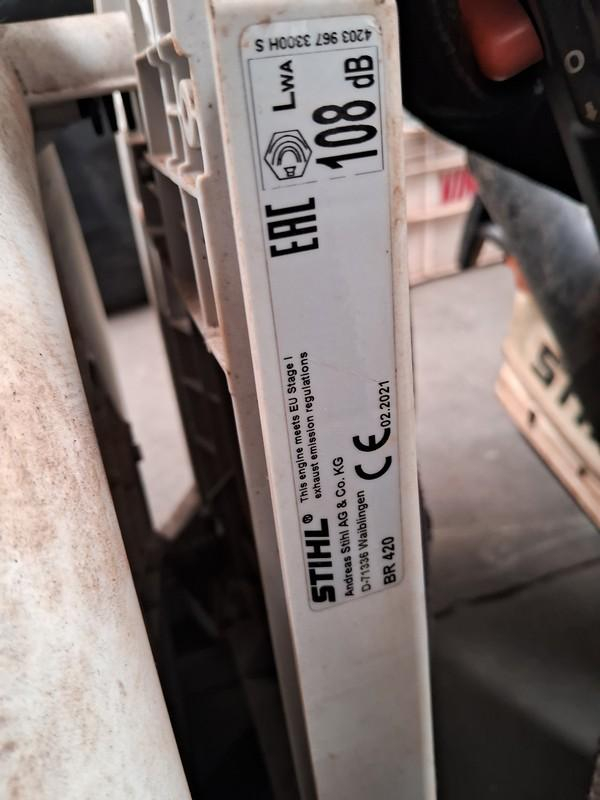 STIHL®
This engine meets EU Stage I
exhaust emission regulations
Andreas Stihl AG & Co. KG
D-71336 Waiblingen
CE 02.2021
BR 420
EAC
LWA
108 dB
4203 967 3300H S